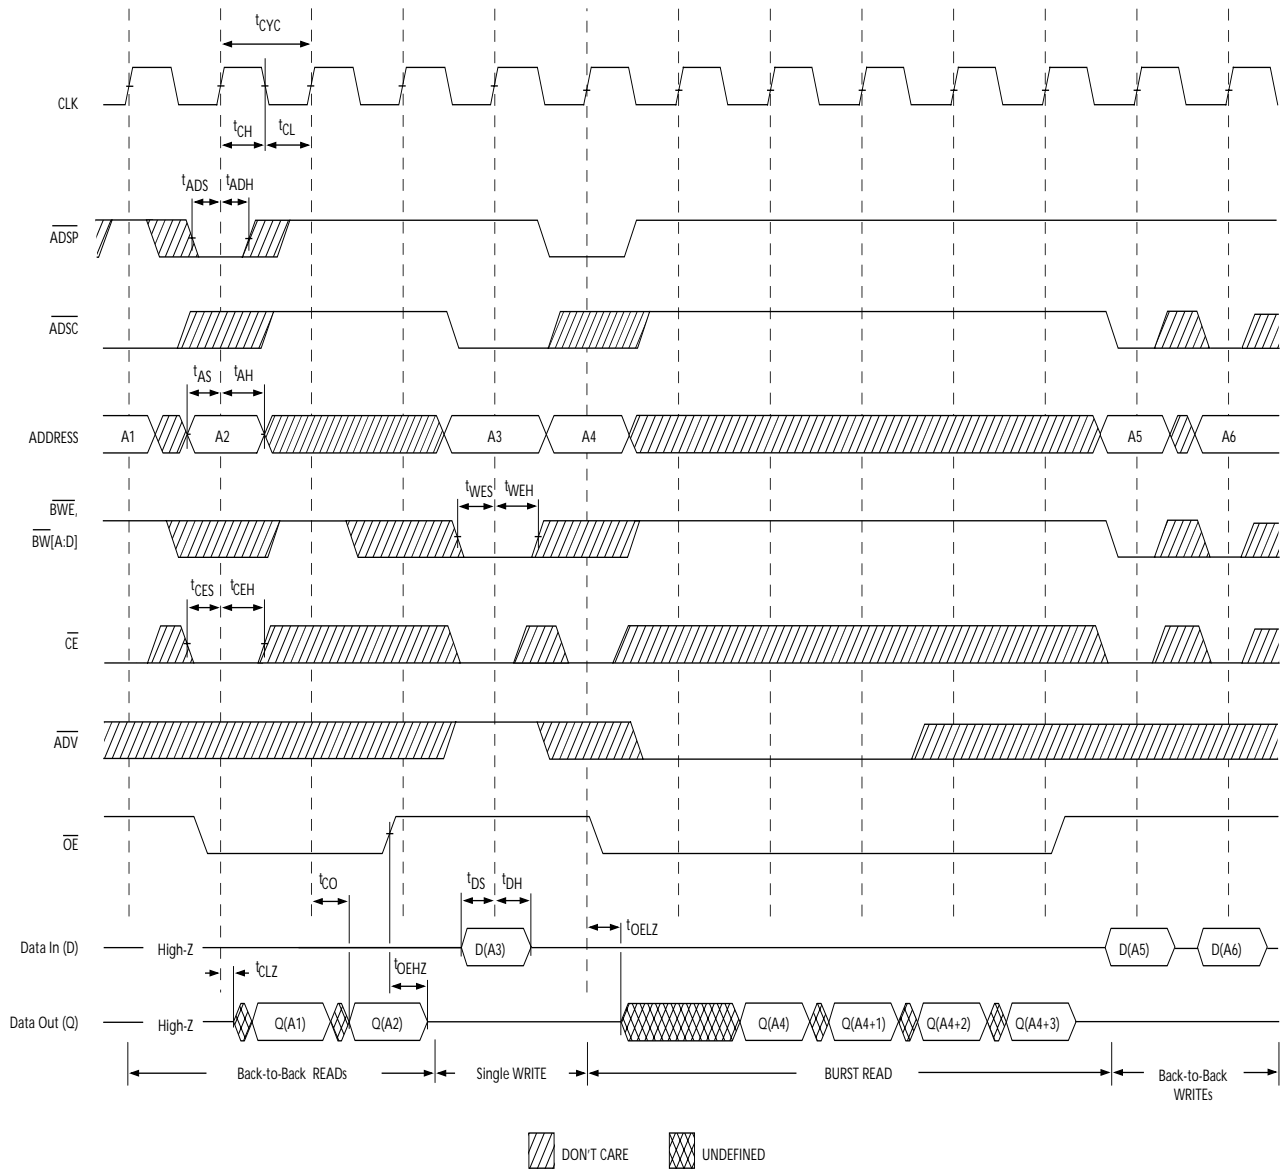 tCYC
CLK
tCH tCL
tADS tADH
ADSP
ADSC
tAS tAH
ADDRESS A1 A2 A3 A4 A5 A6
tWES tWEH
BWE,
BW[A:D]
tCES tCEH
CE
ADV
OE
tCO tDS tDH
tOELZ
Data In (D) High-Z D(A3) D(A5) D(A6)
tCLZ tOEHZ
Data Out (Q) High-Z Q(A1) Q(A2) Q(A4) Q(A4+1) Q(A4+2) Q(A4+3)
Back-to-Back READs Single WRITE BURST READ Back-to-Back
WRITEs
DON'T CARE UNDEFINED